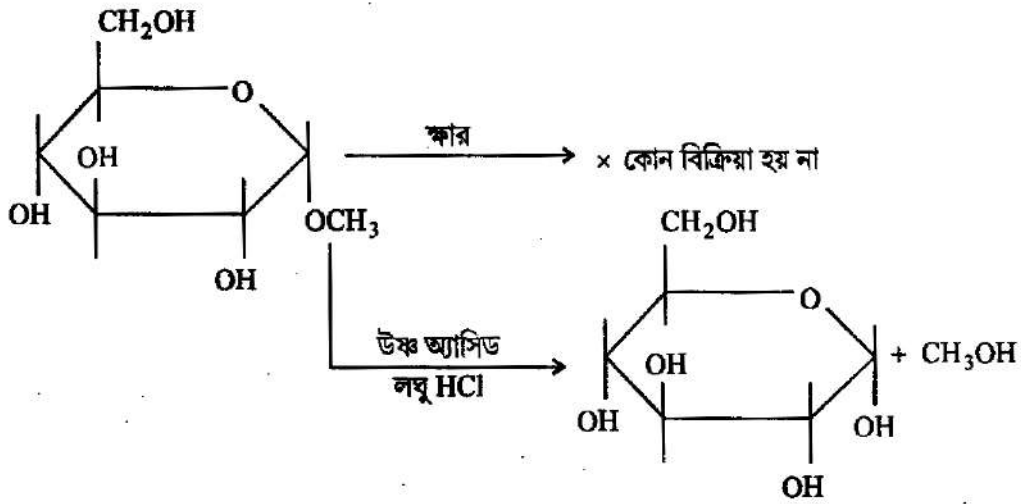 CH₂OH
O
OH
OH
OH
OCH₃
ক্ষার
× কোন বিক্রিয়া হয় না
উষ্ণ অ্যাসিড
লঘু HCl
CH₂OH
O
OH
OH
OH
OH
+ CH₃OH